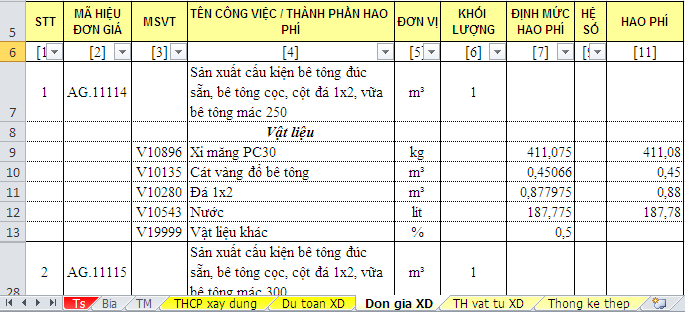 5 STT MÃ HIỆU ĐƠN GIÁ MSVT TÊN CÔNG VIỆC / THÀNH PHẦN HAO PHÍ ĐƠN VỊ KHỐI LƯỢNG ĐỊNH MỨC HAO PHÍ HỆ SỐ HAO PHÍ
6 [1 [2] [3] [4] [5] [6] [7] [9 [11]
7 1 AG.11114 Sản xuất cấu kiện bê tông đúc sẵn, bê tông cọc, cột đá 1x2, vữa bê tông mác 250 m³ 1
8 Vật liệu
9 V10896 Xi măng PC30 kg 411,075 411,08
10 V10135 Cát vàng đổ bê tông m³ 0,45066 0,45
11 V10280 Đá 1x2 m³ 0,877975 0,88
12 V10543 Nước lít 187,775 187,78
13 V19999 Vật liệu khác % 0,5
28 2 AG.11115 Sản xuất cấu kiện bê tông đúc sẵn, bê tông cọc, cột đá 1x2, vữa bê tông mác 300 m³ 1
Ts Bia TM THCP xay dung Du toan XD Don gia XD TH vat tu XD Thong ke thep